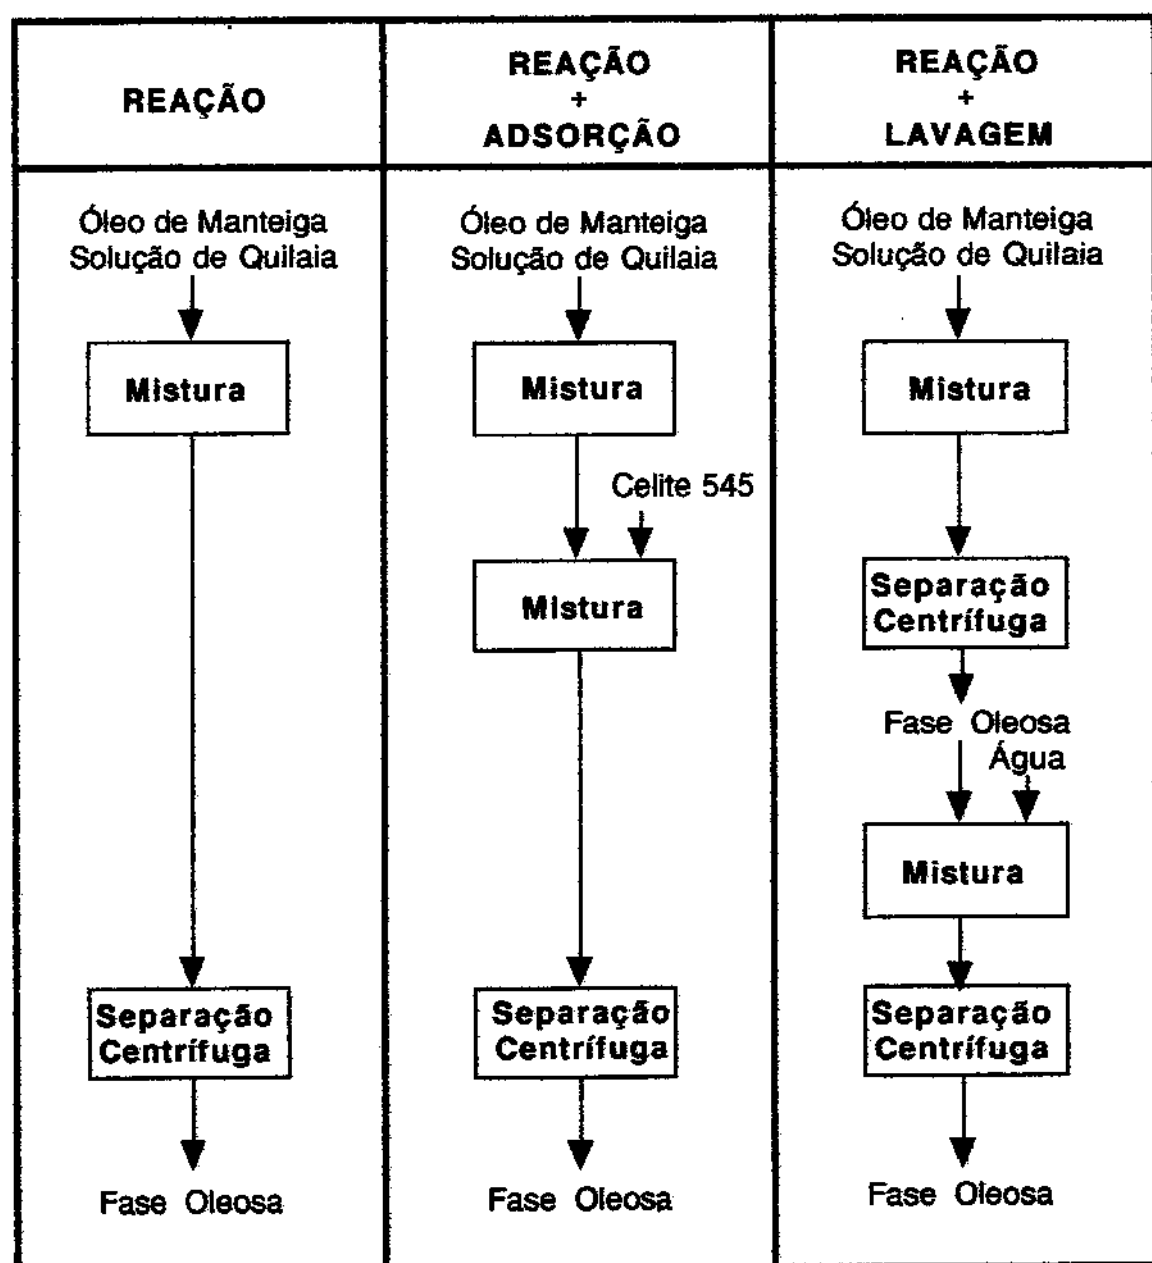 REAÇÃO
Óleo de Manteiga
Solução de Quilaia
Mistura
Separação
Centrífuga
Fase Oleosa
REAÇÃO
+
ADSORÇÃO
Óleo de Manteiga
Solução de Quilaia
Mistura
Celite 545
Mistura
Separação
Centrífuga
Fase Oleosa
REAÇÃO
+
LAVAGEM
Óleo de Manteiga
Solução de Quilaia
Mistura
Separação
Centrífuga
Fase Oleosa
Água
Mistura
Separação
Centrífuga
Fase Oleosa